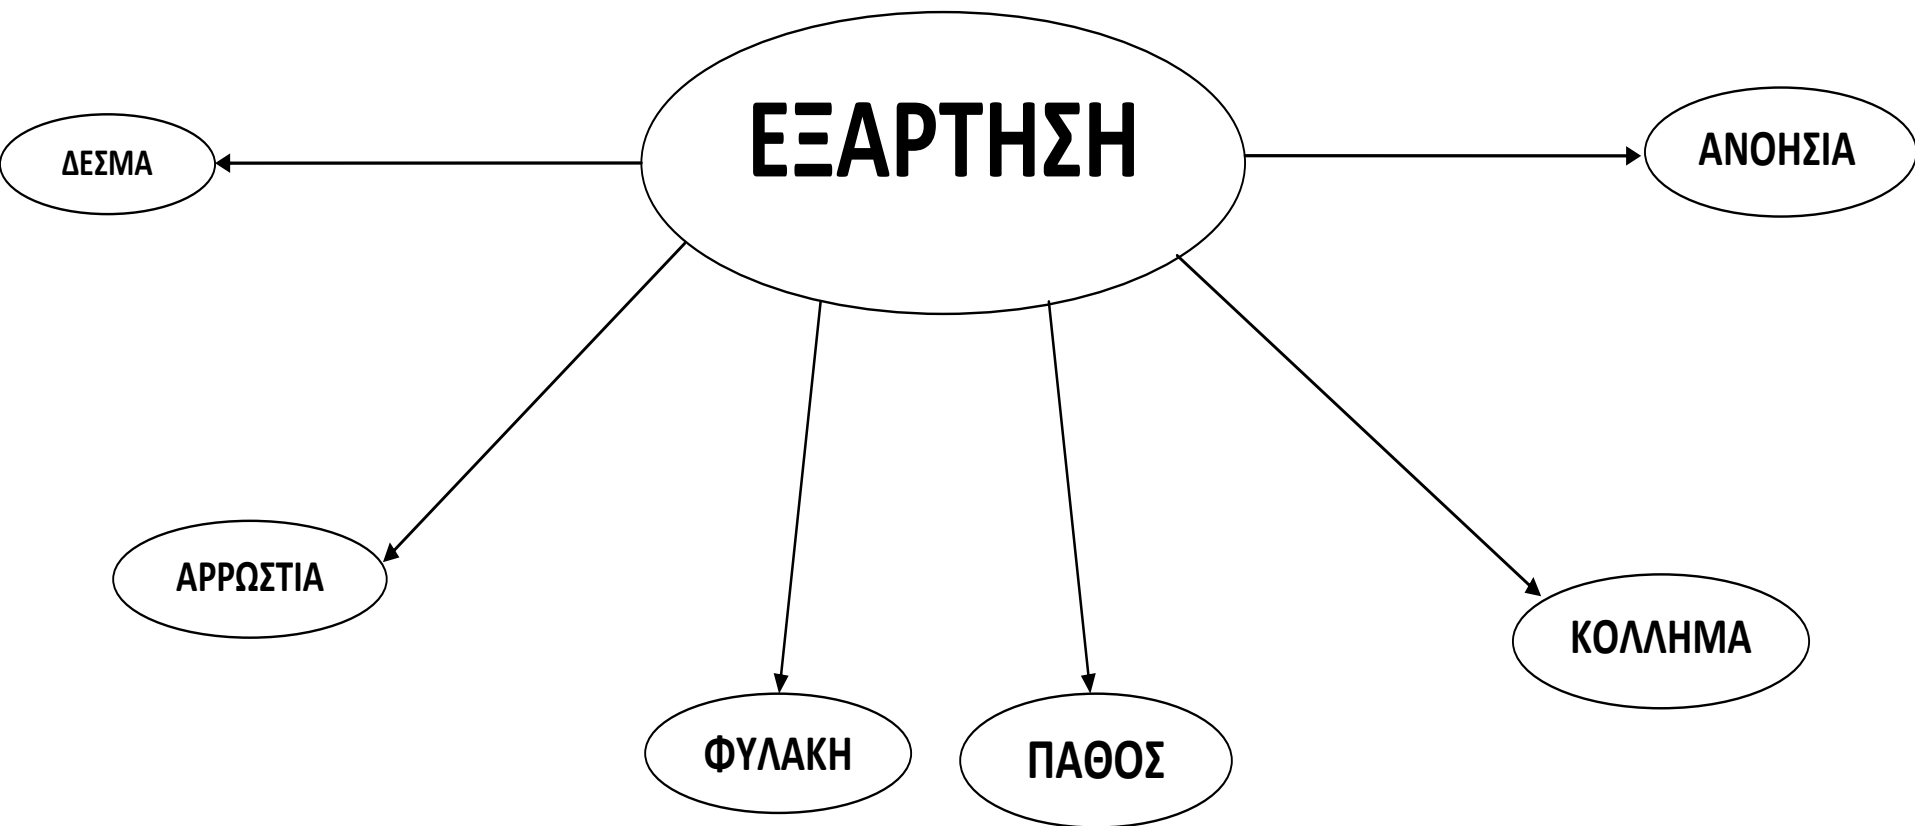 ΕΞΑΡΤΗΣΗ
ΔΕΣΜΑ
ΑΝΟΗΣΙΑ
ΑΡΡΩΣΤΙΑ
ΚΟΛΛΗΜΑ
ΦΥΛΑΚΗ
ΠΑΘΟΣ